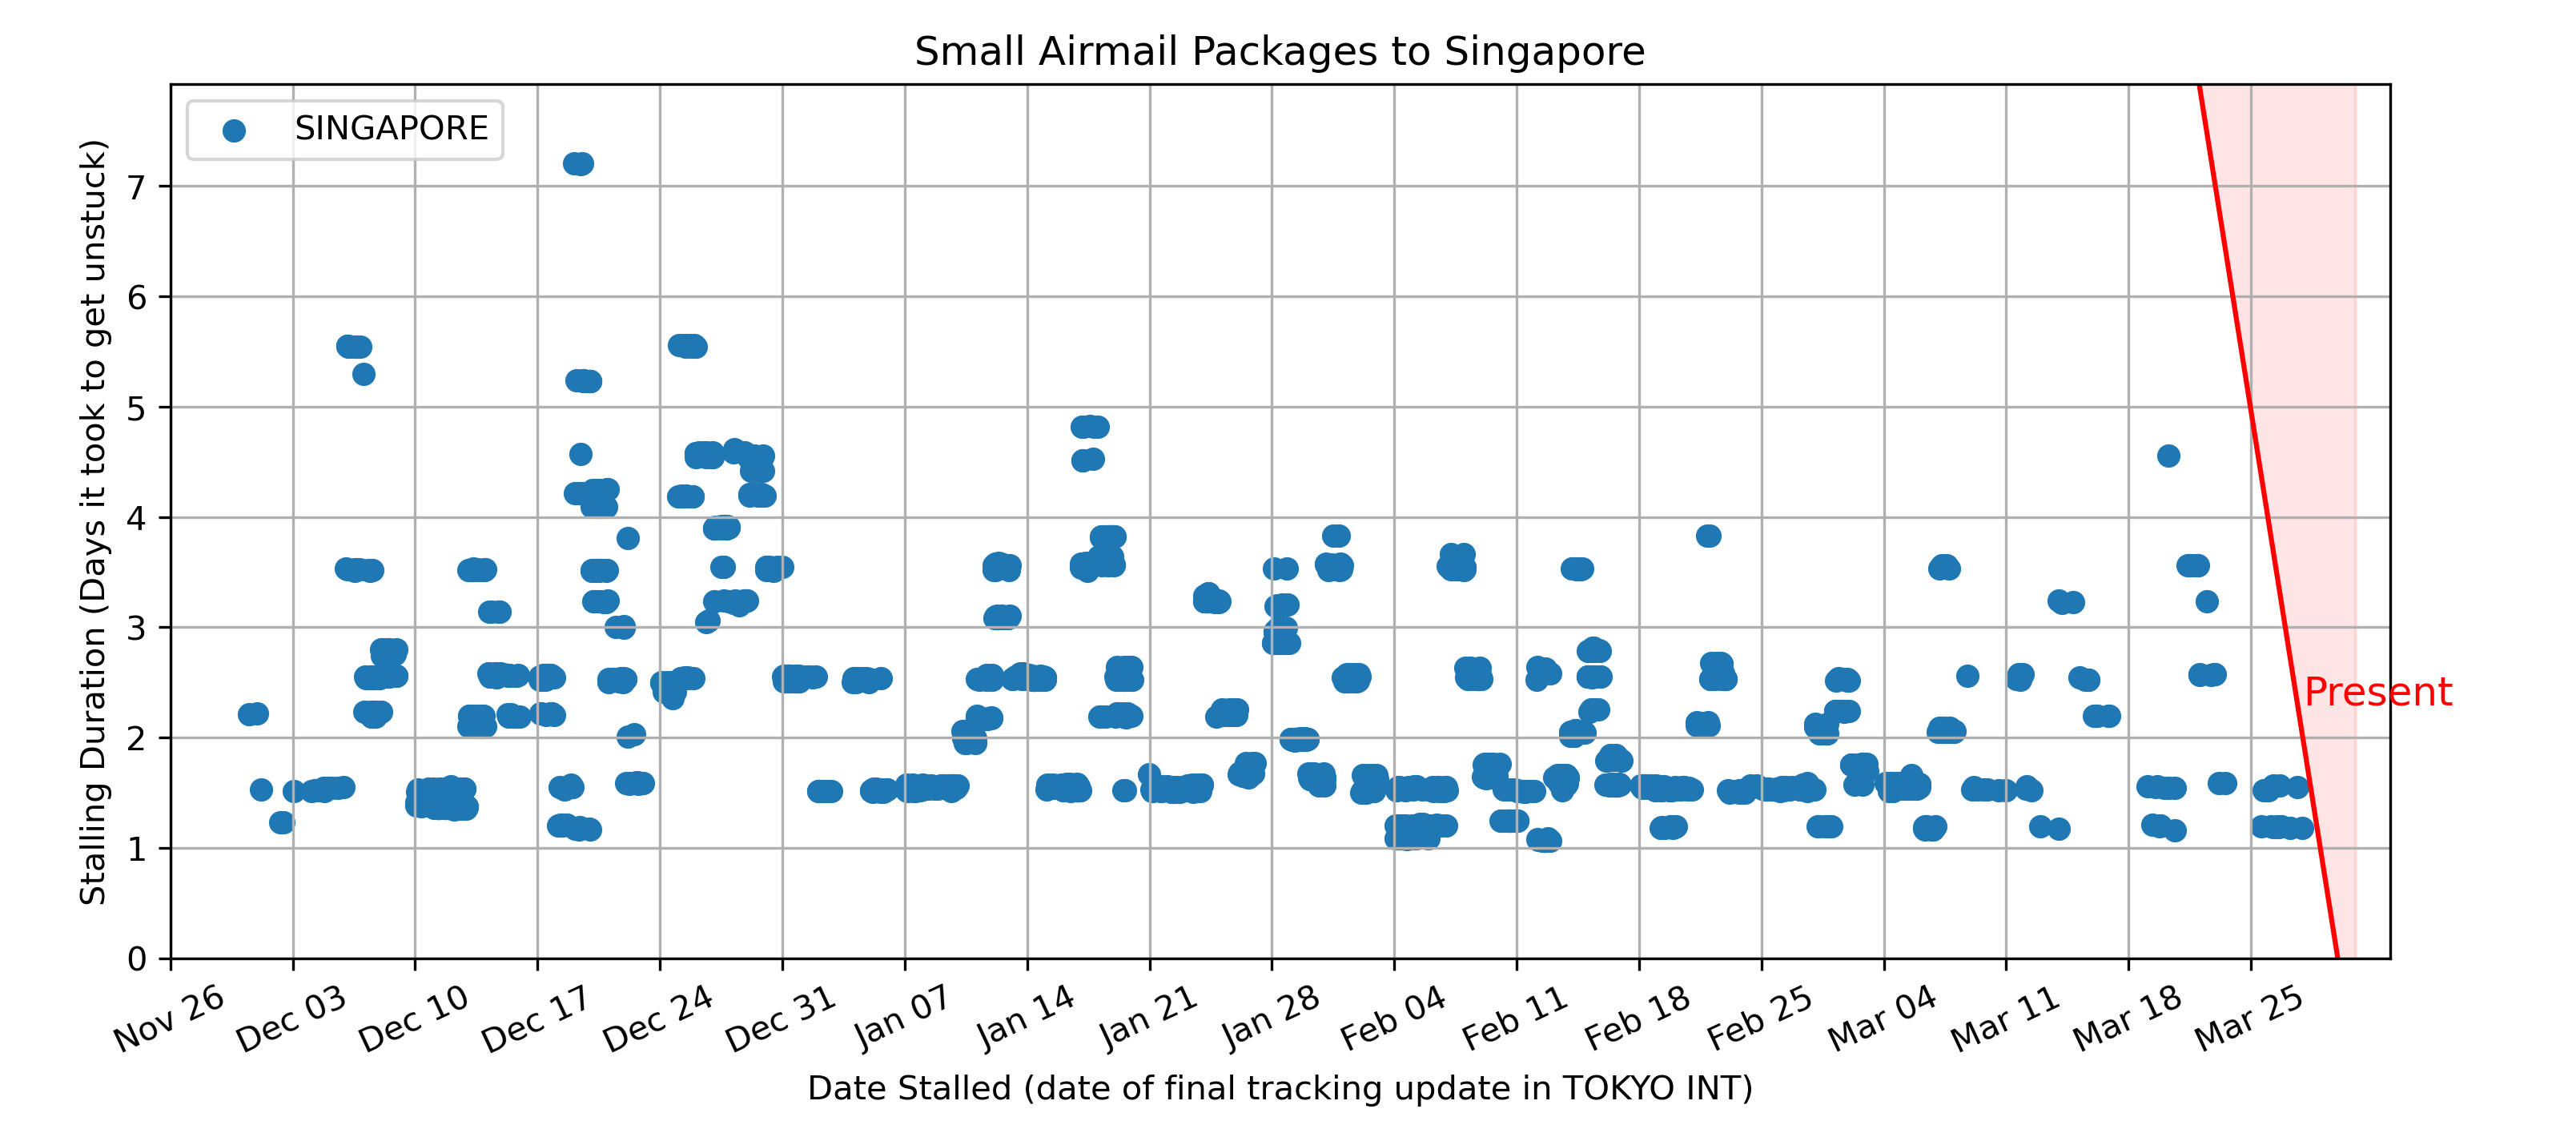 Small Airmail Packages to Singapore
SINGAPORE
Stalling Duration (Days it took to get unstuck)
7
6
5
4
3
2
1
0
Present
Nov 26
Dec 03
Dec 10
Dec 17
Dec 24
Dec 31
Jan 07
Jan 14
Jan 21
Jan 28
Feb 04
Feb 11
Feb 18
Feb 25
Mar 04
Mar 11
Mar 18
Mar 25
Date Stalled (date of final tracking update in TOKYO INT)